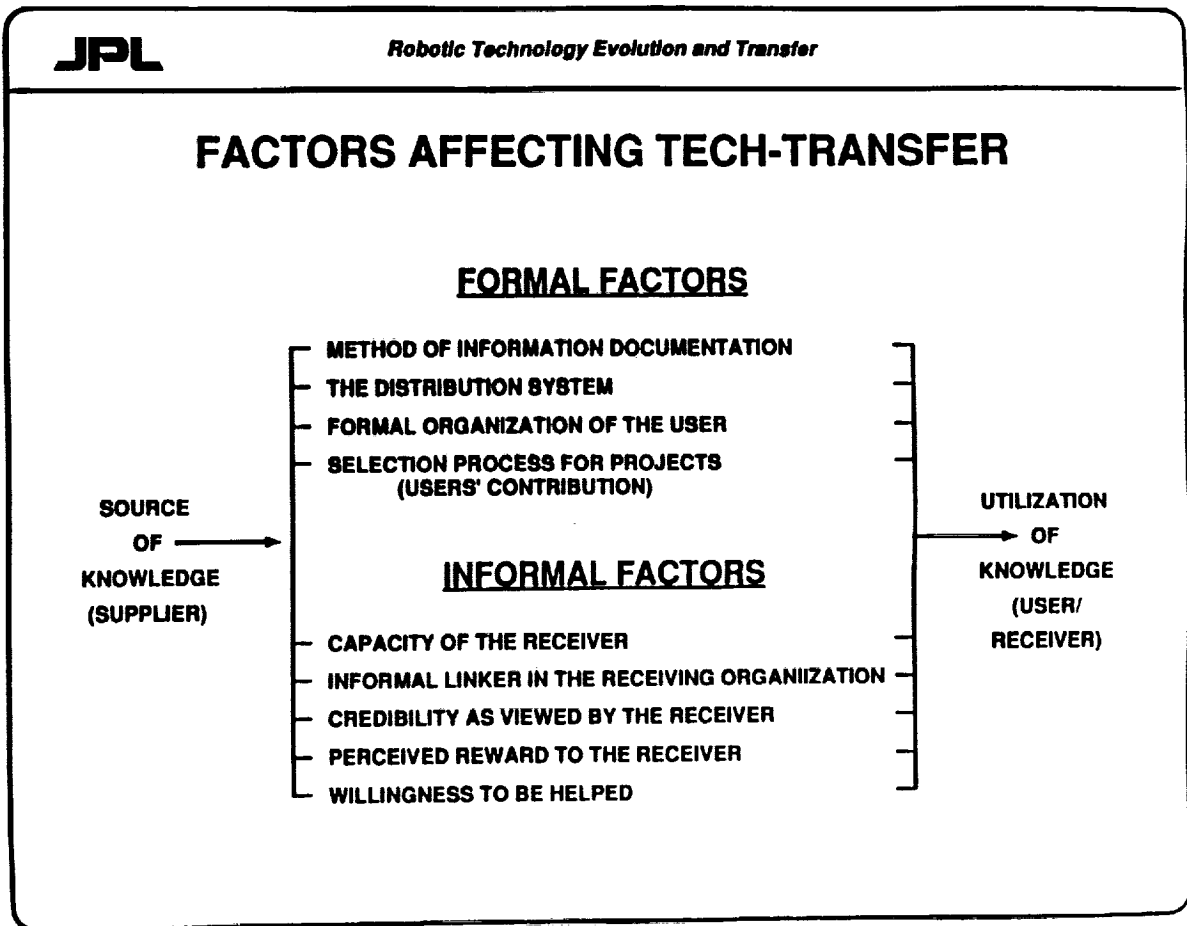 JPL
Robotic Technology Evolution and Transfer
FACTORS AFFECTING TECH-TRANSFER
FORMAL FACTORS
METHOD OF INFORMATION DOCUMENTATION
THE DISTRIBUTION SYSTEM
FORMAL ORGANIZATION OF THE USER
SELECTION PROCESS FOR PROJECTS
(USERS' CONTRIBUTION)
SOURCE
OF
KNOWLEDGE
(SUPPLIER)
INFORMAL FACTORS
CAPACITY OF THE RECEIVER
INFORMAL LINKER IN THE RECEIVING ORGANIIZATION
CREDIBILITY AS VIEWED BY THE RECEIVER
PERCEIVED REWARD TO THE RECEIVER
WILLINGNESS TO BE HELPED
UTILIZATION
OF
KNOWLEDGE
(USER/
RECEIVER)